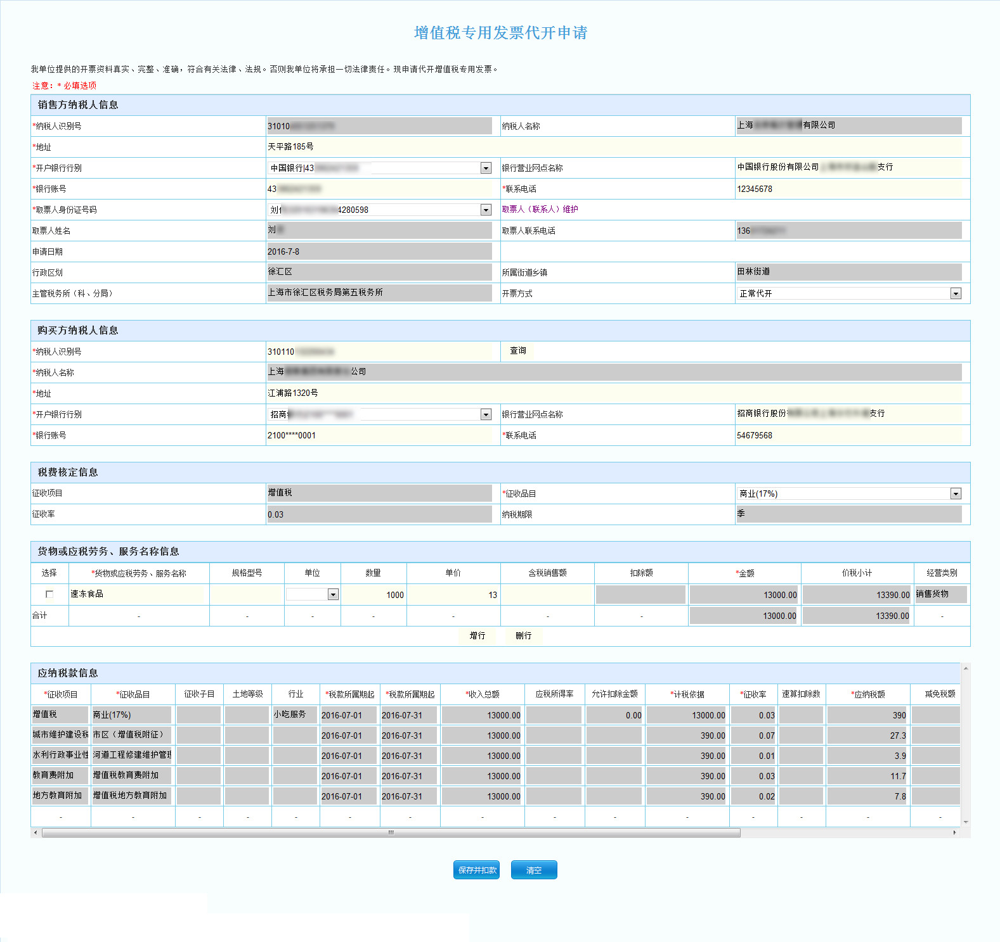 增值税专用发票代开申请
我单位提供的开票资料真实、完整、准确，符合有关法律、法规。否则我单位将承担一切法律责任。现申请代开增值税专用发票。
注意：* 必填选项
销售方纳税人信息
*纳税人识别号 31010 纳税人名称 上海 有限公司
*地址 天平路185号
*开户银行行别 中国银行|43 银行营业网点名称 中国银行股份有限公司 支行
*银行账号 43 *联系电话 12345678
*取票人身份证号码 刘 4280598 取票人（联系人）维护
取票人姓名 刘 取票人联系电话 136
申请日期 2016-7-8
行政区划 徐汇区 所属街道乡镇 田林街道
主管税务所（科、分局） 上海市徐汇区税务局第五税务所 开票方式 正常代开
购买方纳税人信息
*纳税人识别号 310110 查询
*纳税人名称 上海 公司
*地址 江浦路1320号
*开户银行行别 招商 银行营业网点名称 招商银行股份 支行
*银行账号 2100****0001 *联系电话 54679568
税费核定信息
征收项目 增值税 *征收品目 商业(17%)
征收率 0.03 纳税期限 季
货物或应税劳务、服务名称信息
选择 *货物或应税劳务、服务名称 规格型号 单位 数量 单价 含税销售额 扣除额 *金额 价税小计 经营类别
速冻食品 1000 13 13000.00 13390.00 销售货物
合计 - - - - - - - 13000.00 13390.00 -
增行 删行
应纳税款信息
*征收项目 *征收品目 征收子目 土地等级 行业 *税款所属期起 *税款所属期起 *收入总额 应税所得率 允许扣除金额 *计税依据 *征收率 速算扣除数 *应纳税额 减免税额
增值税 商业(17%) 小吃服务 2016-07-01 2016-07-31 13000.00 0.00 13000.00 0.03 390
城市维护建设税 市区（增值税附征） 2016-07-01 2016-07-31 13000.00 390.00 0.07 27.3
水利行政事业性 河道工程修建维护管理 2016-07-01 2016-07-31 13000.00 390.00 0.01 3.9
教育费附加 增值税教育费附加 2016-07-01 2016-07-31 13000.00 390.00 0.03 11.7
地方教育附加 增值税地方教育附加 2016-07-01 2016-07-31 13000.00 390.00 0.02 7.8
- - - - - - - - - - - - - - -
保存并扣款 清空